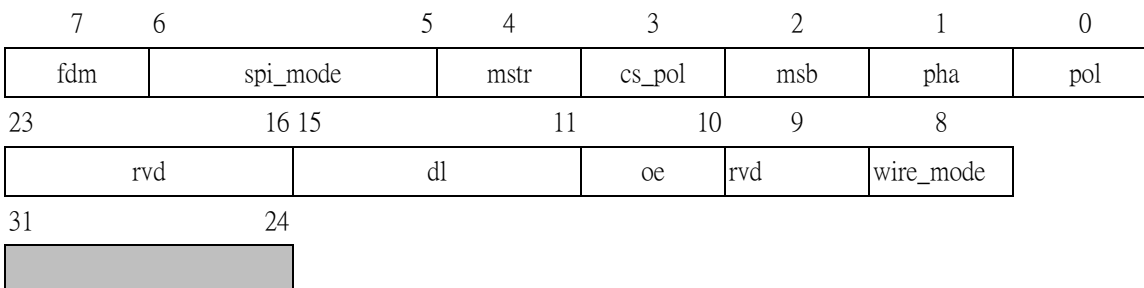 7 6 5 4 3 2 1 0
fdm spi_mode mstr cs_pol msb pha pol
23 16 15 11 10 9 8
rvd dl oe rvd wire_mode
31 24